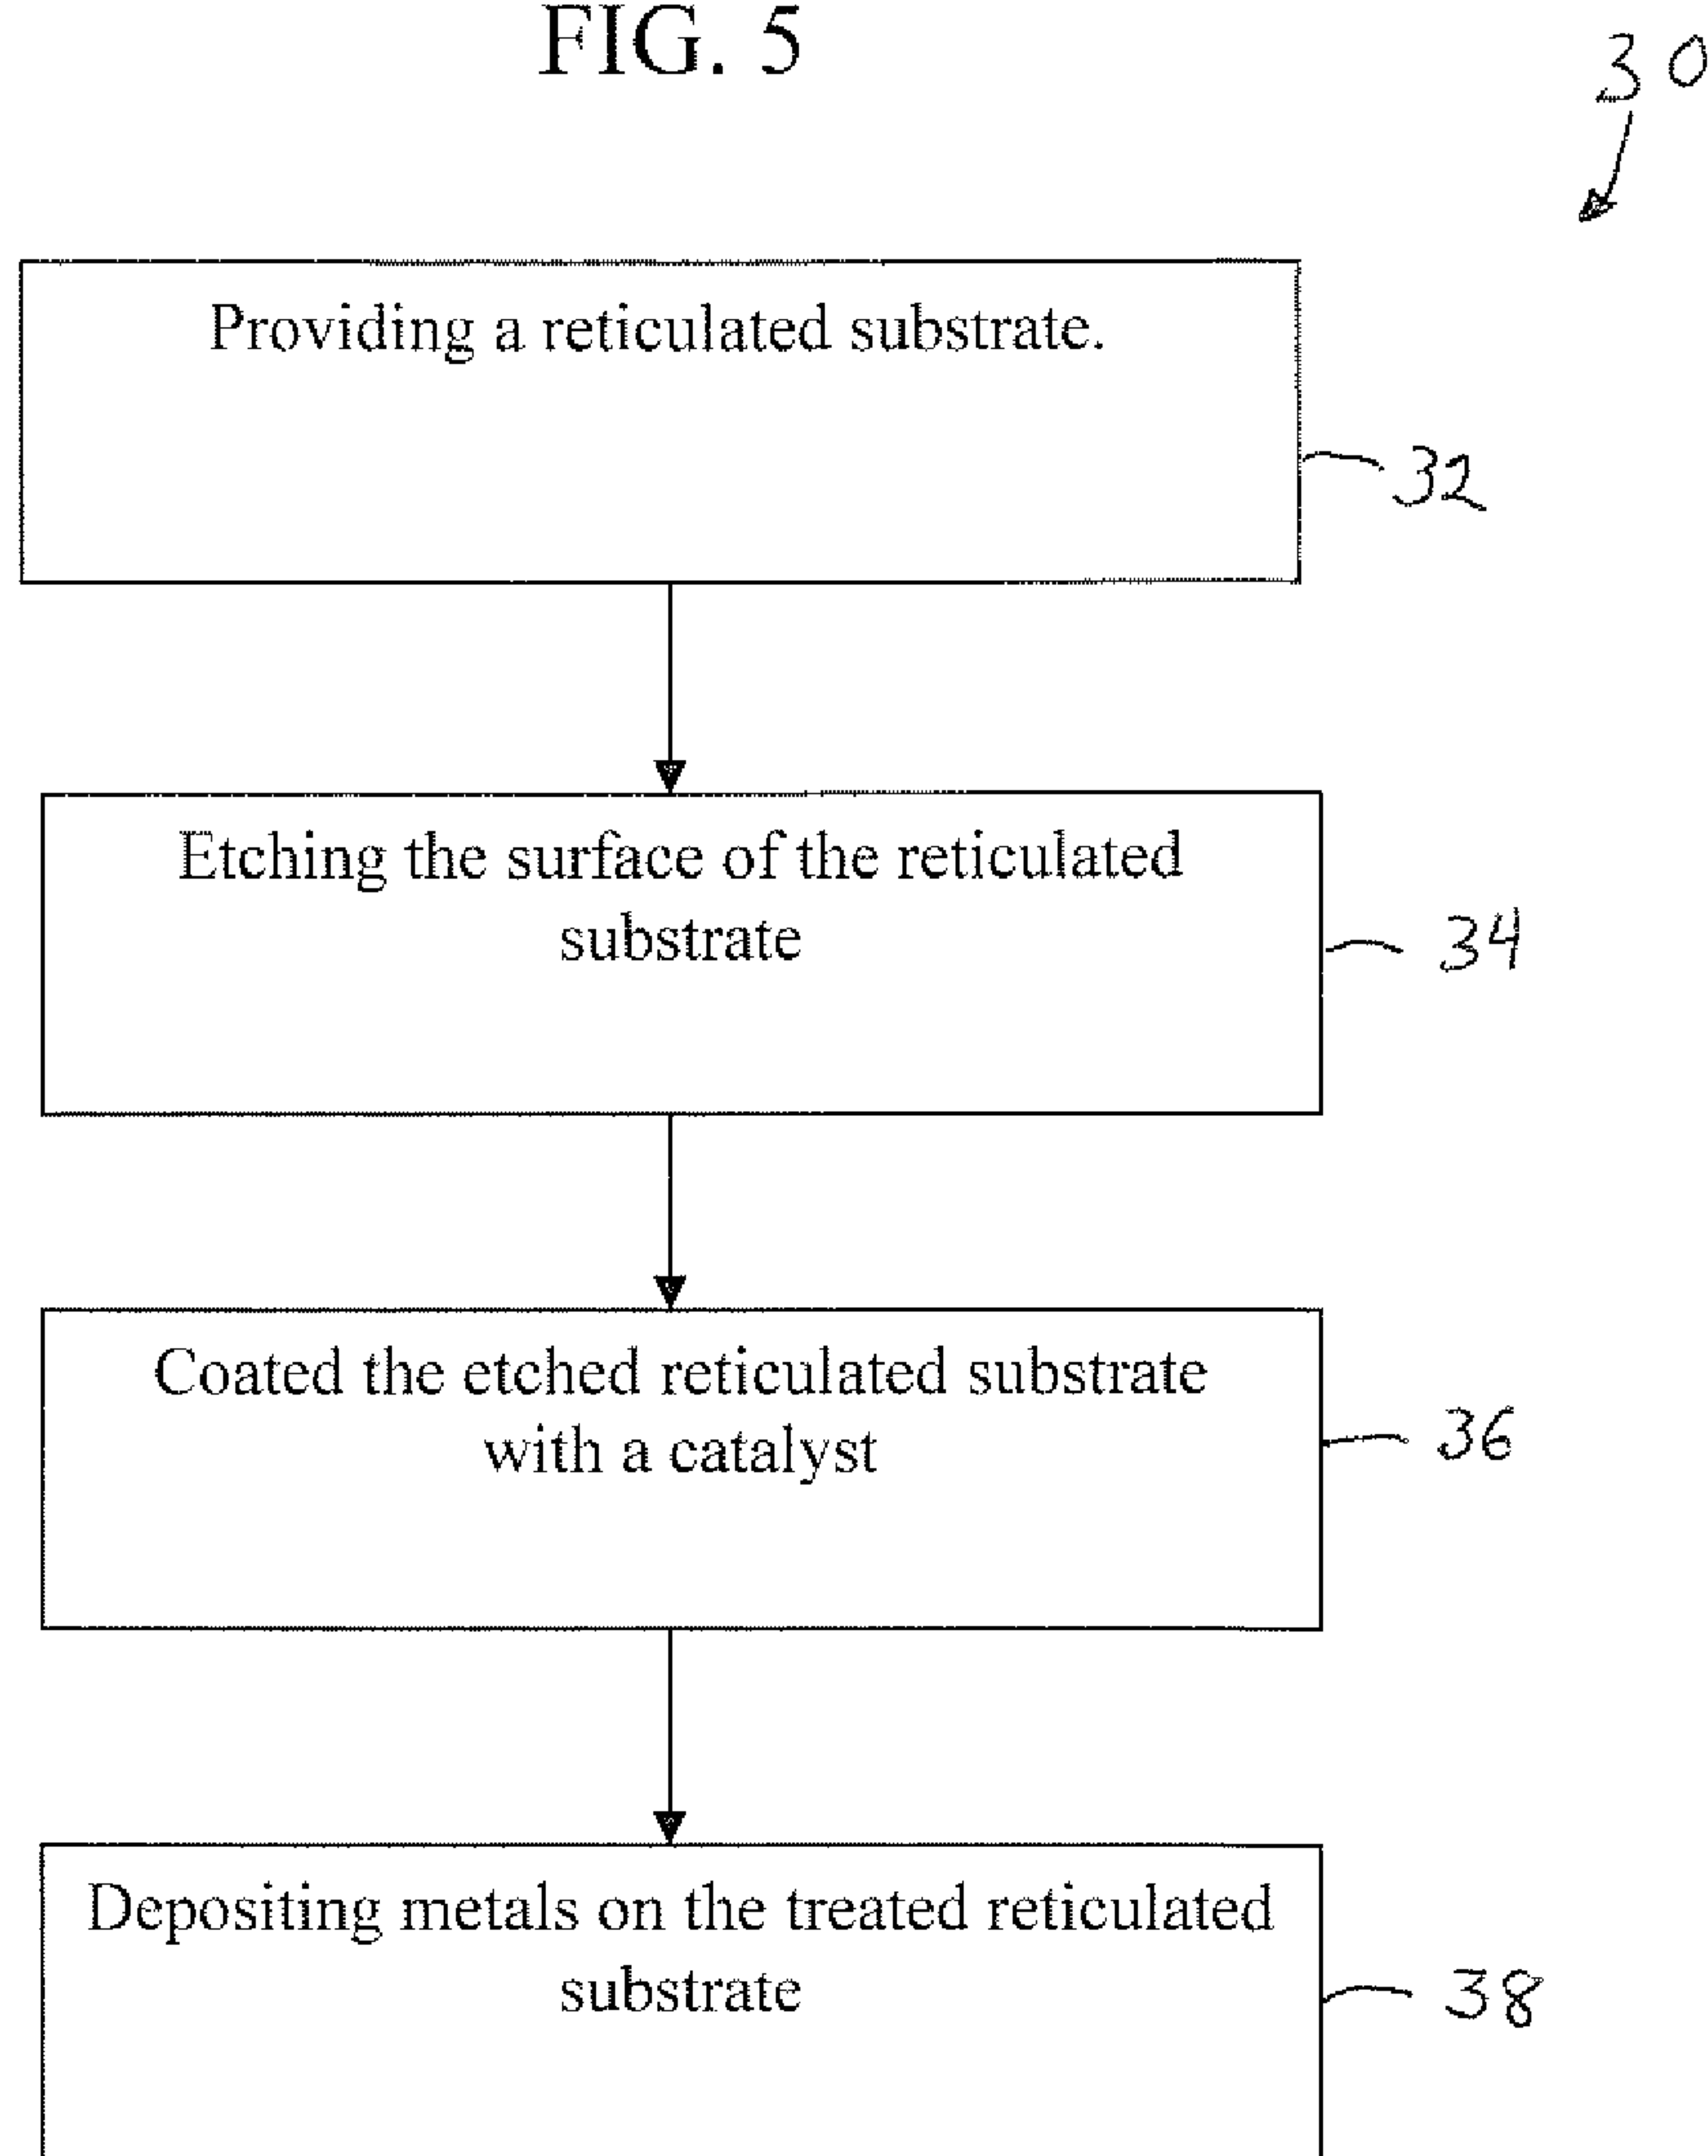 FIG. 5
30
Providing a reticulated substrate.
32
Etching the surface of the reticulated
substrate
34
Coated the etched reticulated substrate
with a catalyst
36
Depositing metals on the treated reticulated
substrate
38